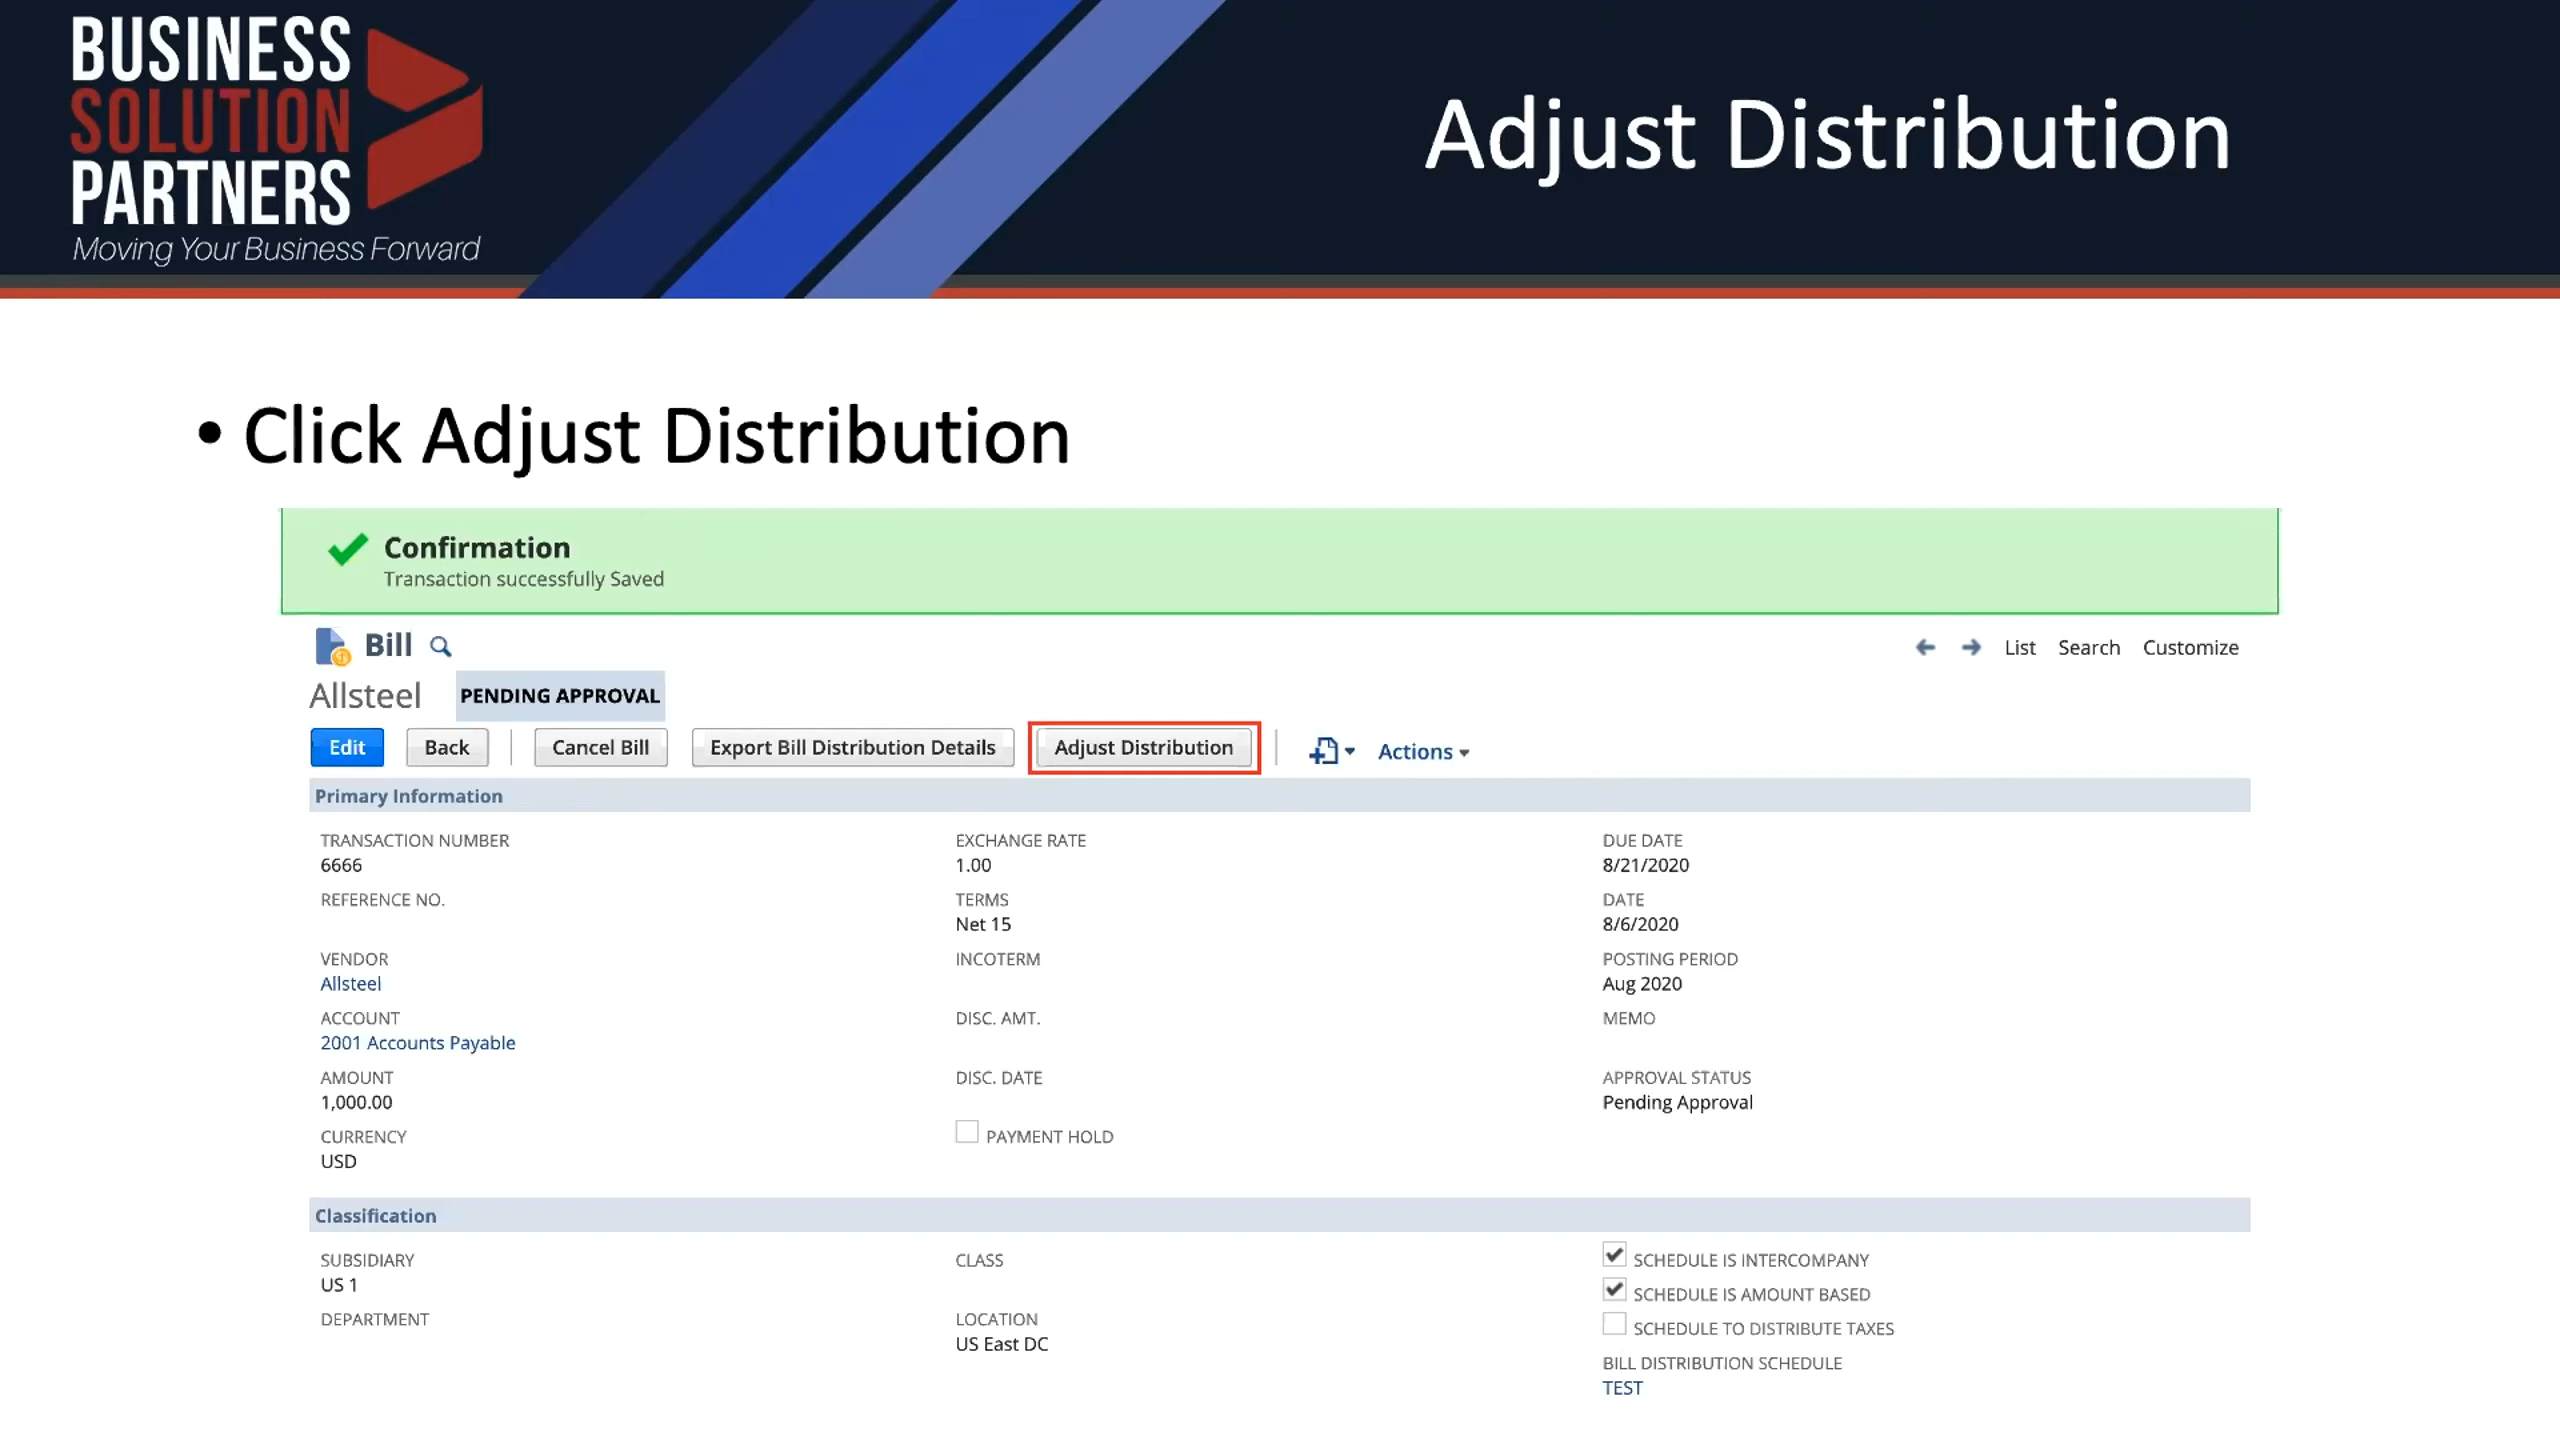 BUSINESS
SOLUTION
PARTNERS
Moving Your Business Forward
Adjust Distribution
• Click Adjust Distribution
Confirmation
Transaction successfully Saved
Bill
List Search Customize
Allsteel PENDING APPROVAL
Edit Back Cancel Bill Export Bill Distribution Details Adjust Distribution Actions
Primary Information
TRANSACTION NUMBER EXCHANGE RATE DUE DATE
6666 1.00 8/21/2020
REFERENCE NO. TERMS DATE
Net 15 8/6/2020
VENDOR INCOTERM POSTING PERIOD
Allsteel Aug 2020
ACCOUNT DISC. AMT. MEMO
2001 Accounts Payable
AMOUNT DISC. DATE APPROVAL STATUS
1,000.00 Pending Approval
CURRENCY PAYMENT HOLD
USD
Classification
SUBSIDIARY CLASS SCHEDULE IS INTERCOMPANY
US 1 SCHEDULE IS AMOUNT BASED
DEPARTMENT LOCATION SCHEDULE TO DISTRIBUTE TAXES
US East DC
BILL DISTRIBUTION SCHEDULE
TEST